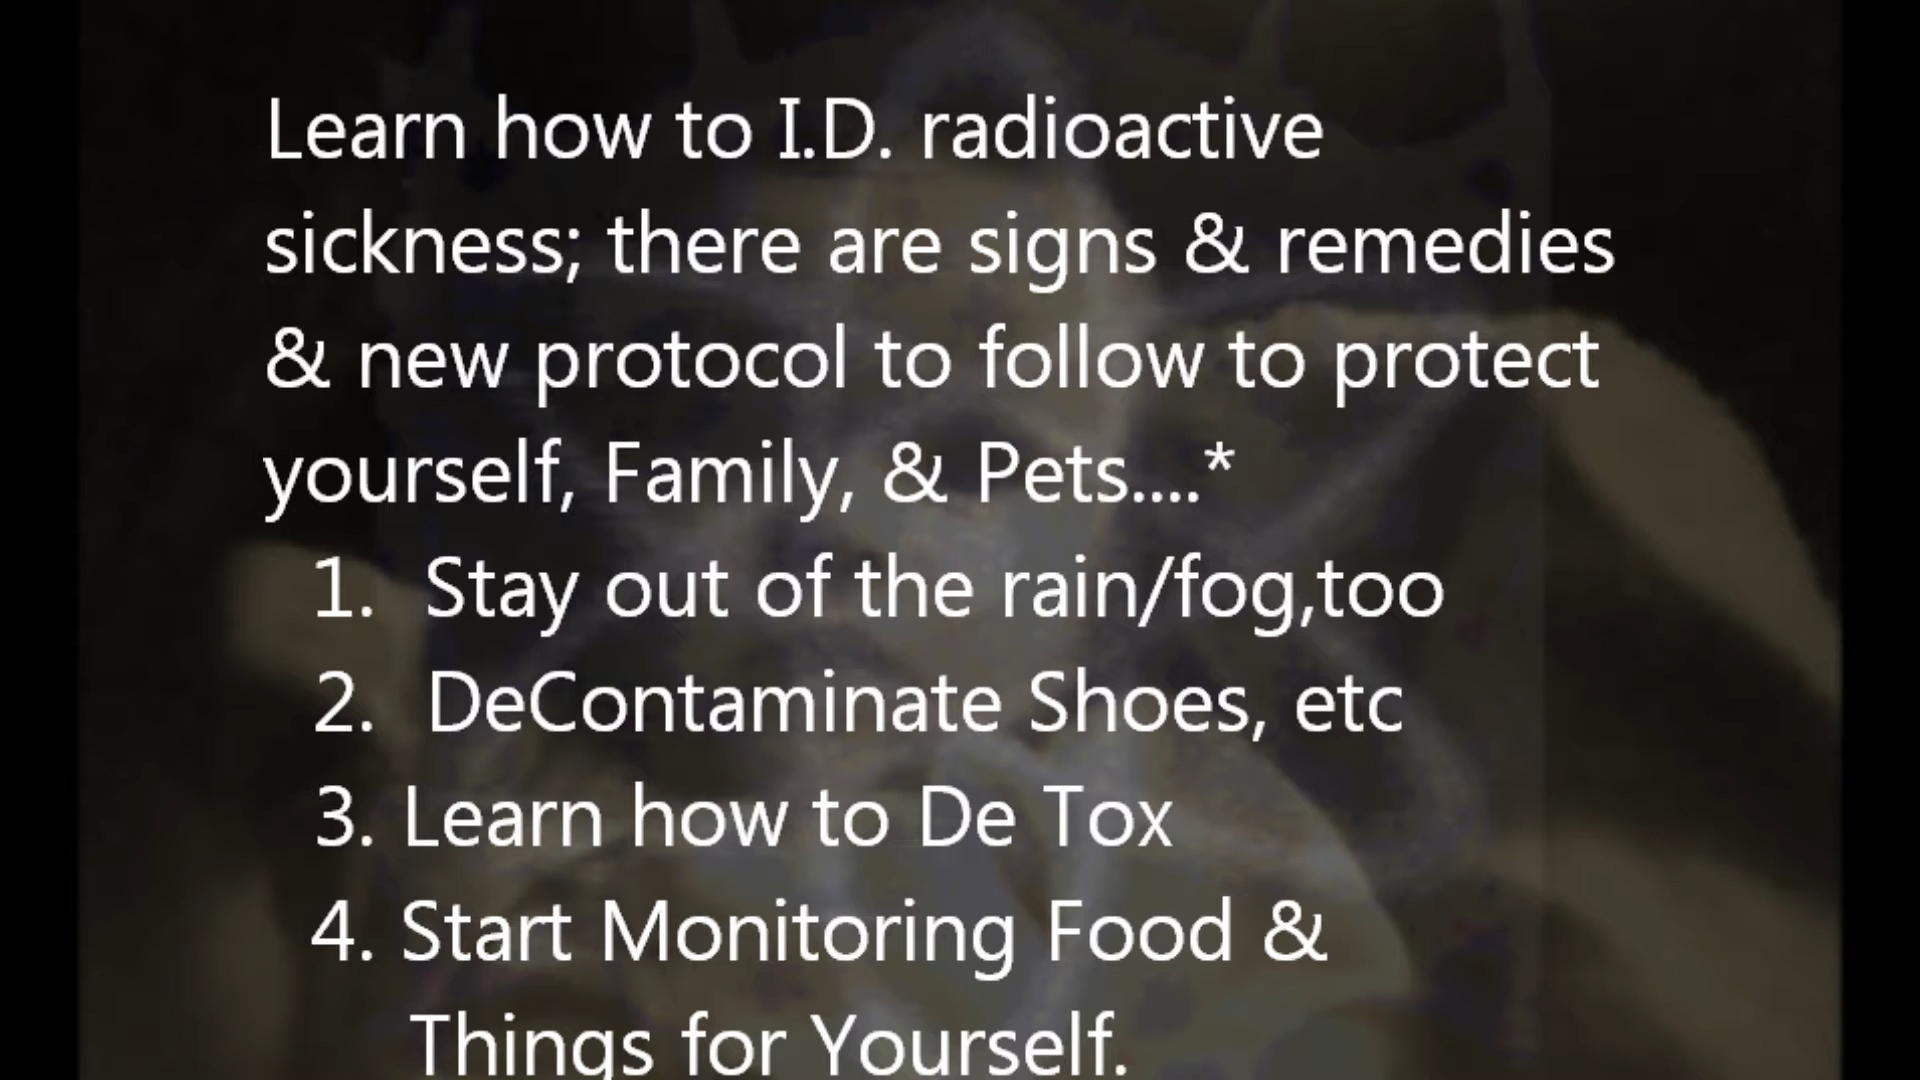 Learn how to I.D. radioactive
sickness; there are signs & remedies
& new protocol to follow to protect
yourself, Family, & Pets....*
1. Stay out of the rain/fog,too
2. DeContaminate Shoes, etc
3. Learn how to De Tox
4. Start Monitoring Food &
Things for Yourself.